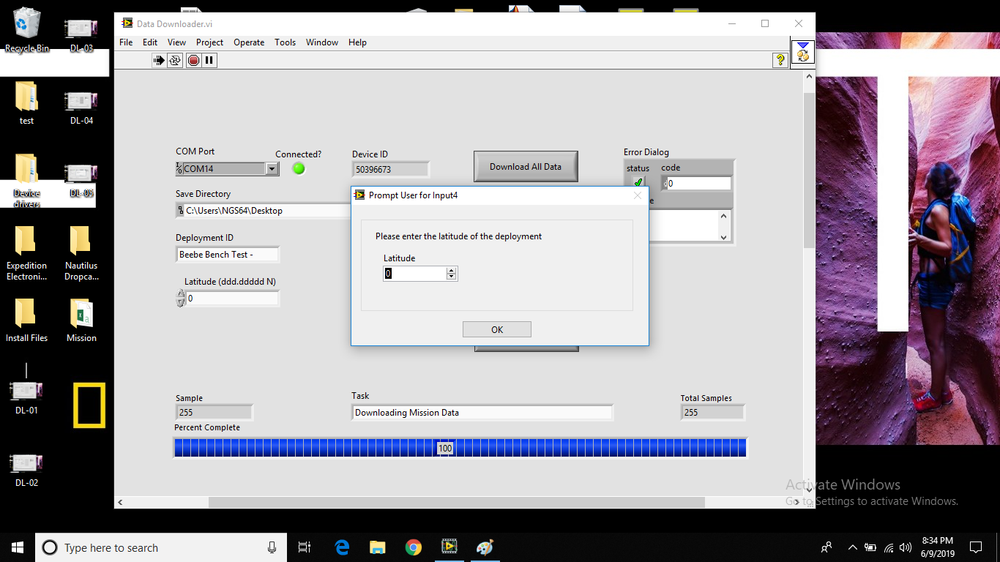 Recycle Bin
DL-03
test
DL-04
Device
drivers
DL-05
Expedition
Electroni...
Nautilus
Dropca...
Install Files
Mission
DL-01
DL-02
Data Downloader.vi
File Edit View Project Operate Tools Window Help
COM Port
COM14
Connected?
Device ID
50396673
Download All Data
Error Dialog
status
code
0
Save Directory
C:\Users\NGS64\Desktop
Deployment ID
Beebe Bench Test -
Latitude (ddd.ddddd N)
0
Prompt User for Input4
Please enter the latitude of the deployment
Latitude
0
OK
Sample
255
Task
Downloading Mission Data
Total Samples
255
Percent Complete
100
T
Activate Windows
Go to Settings to activate Windows.
Type here to search
8:34 PM
6/9/2019